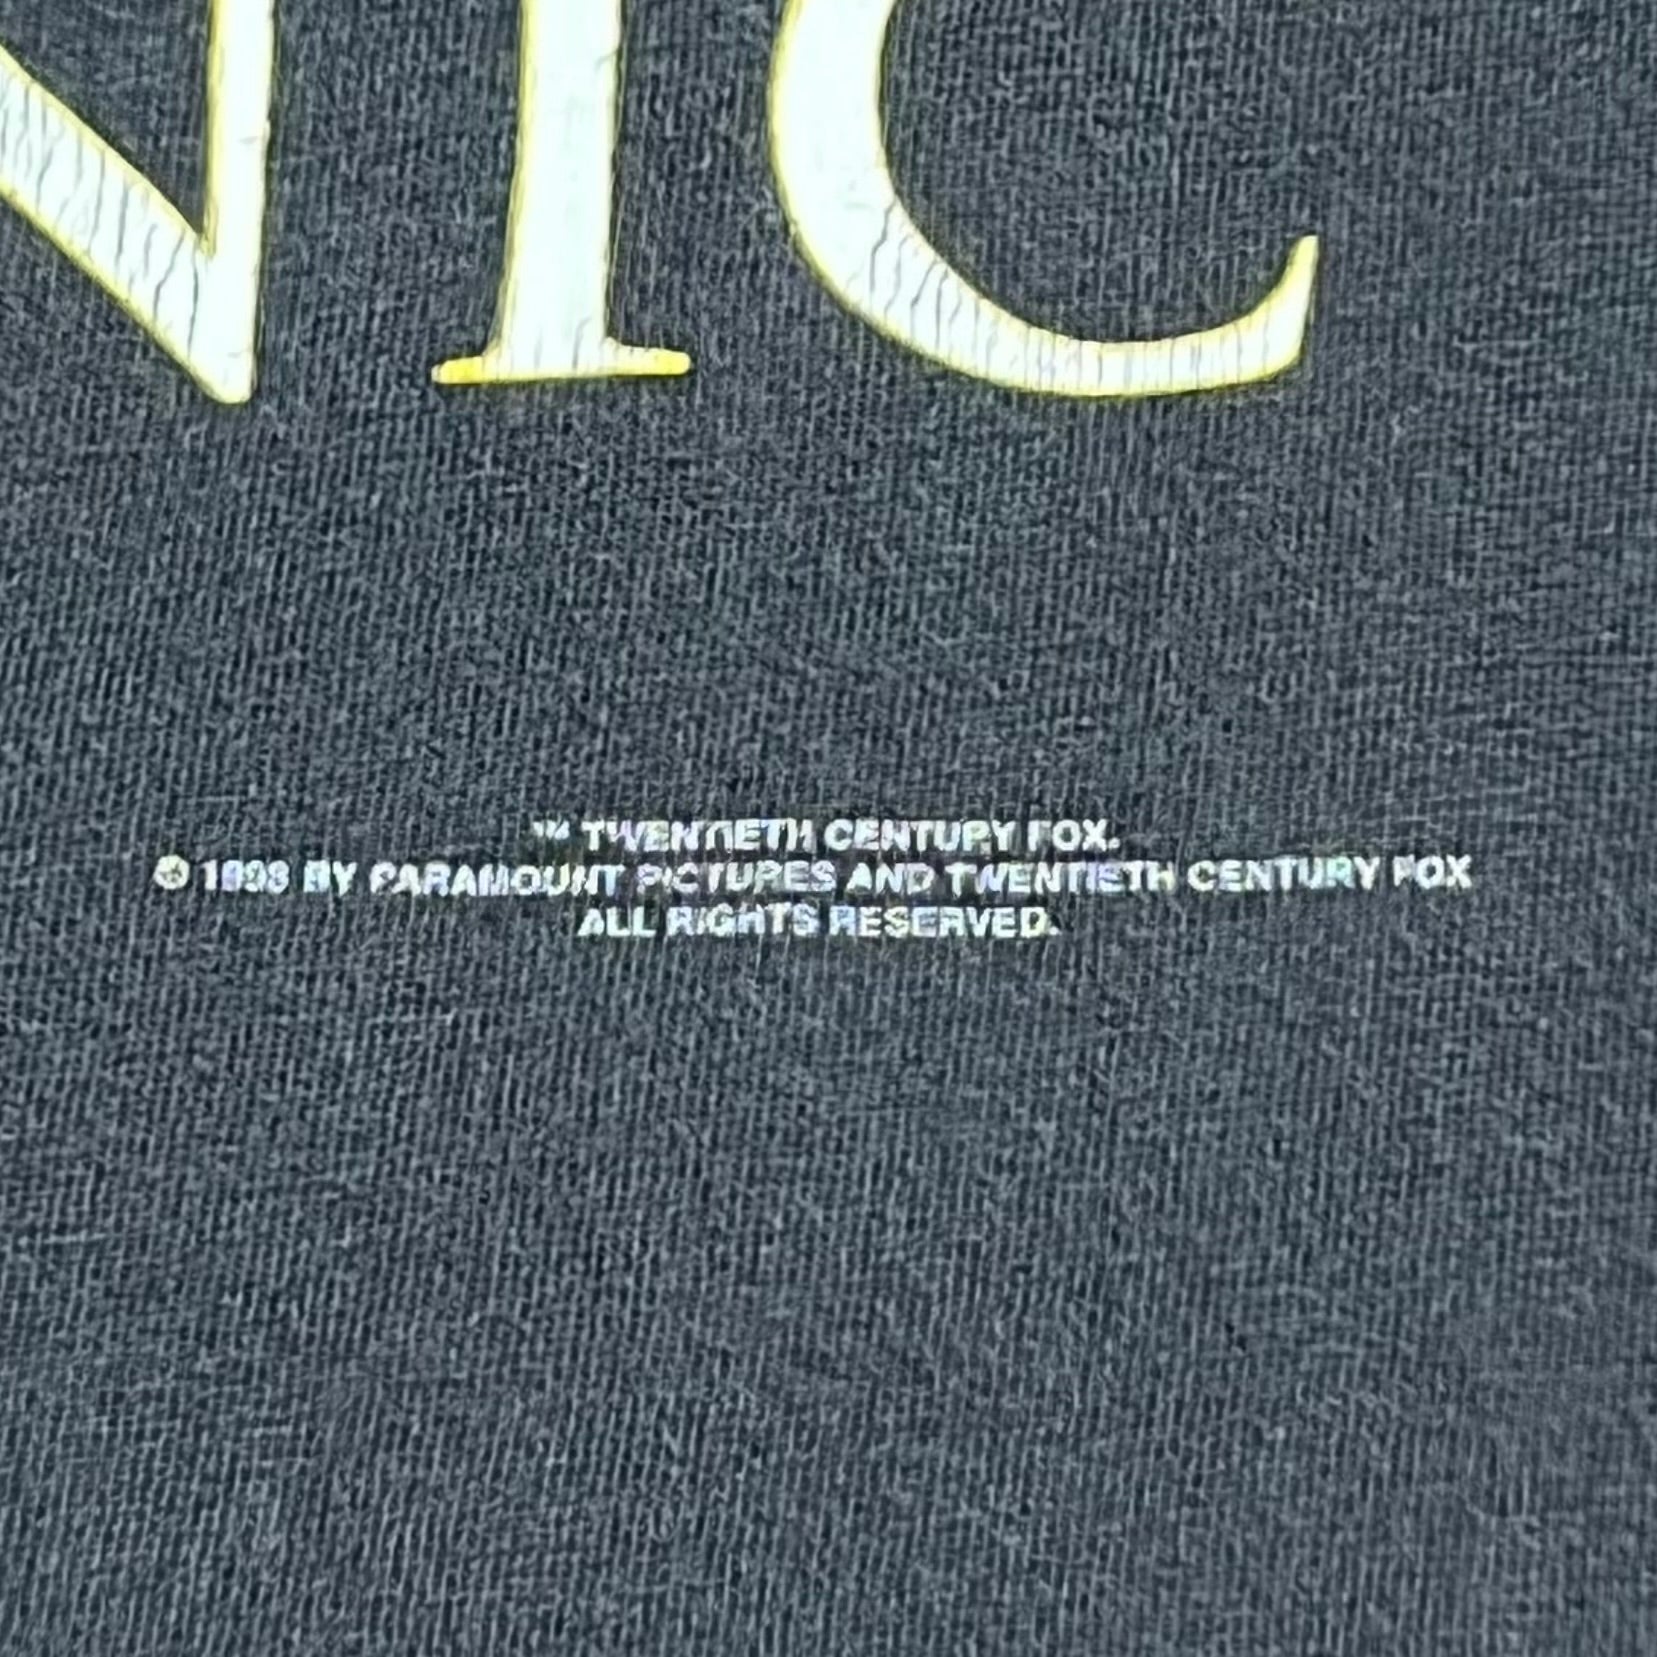 NIC
™ TWENTIETH CENTURY FOX.
© 1998 BY PARAMOUNT PICTURES AND TWENTIETH CENTURY FOX
ALL RIGHTS RESERVED.